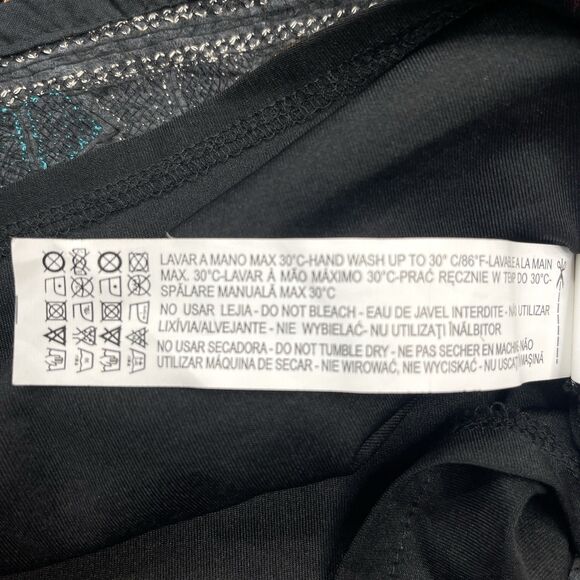 LAVAR A MANO MAX 30°C-HAND WASH UP TO 30° C/86°F-LAVABLE A LA MAIN
MAX. 30°C-LAVAR À MÃO MÁXIMO 30°C-PRAĆ RĘCZNIE W TEMP DO 30°C-
SPĂLARE MANUALĂ MAX 30°C
NO USAR LEJIA - DO NOT BLEACH - EAU DE JAVEL INTERDITE - NÃO USAR
LIXÍVIA/ALVEJANTE - NIE WYBIELAĆ- NU UTILIZAȚI ÎNĂLBITOR
NO USAR SECADORA - DO NOT TUMBLE DRY - NE PAS SECHER EN MACHINE-NÃO
UTILIZAR MÁQUINA DE SECAR - NIE WIROWAĆ, NIE WYCISKAĆ - NU USCAȚI MAȘINĂ